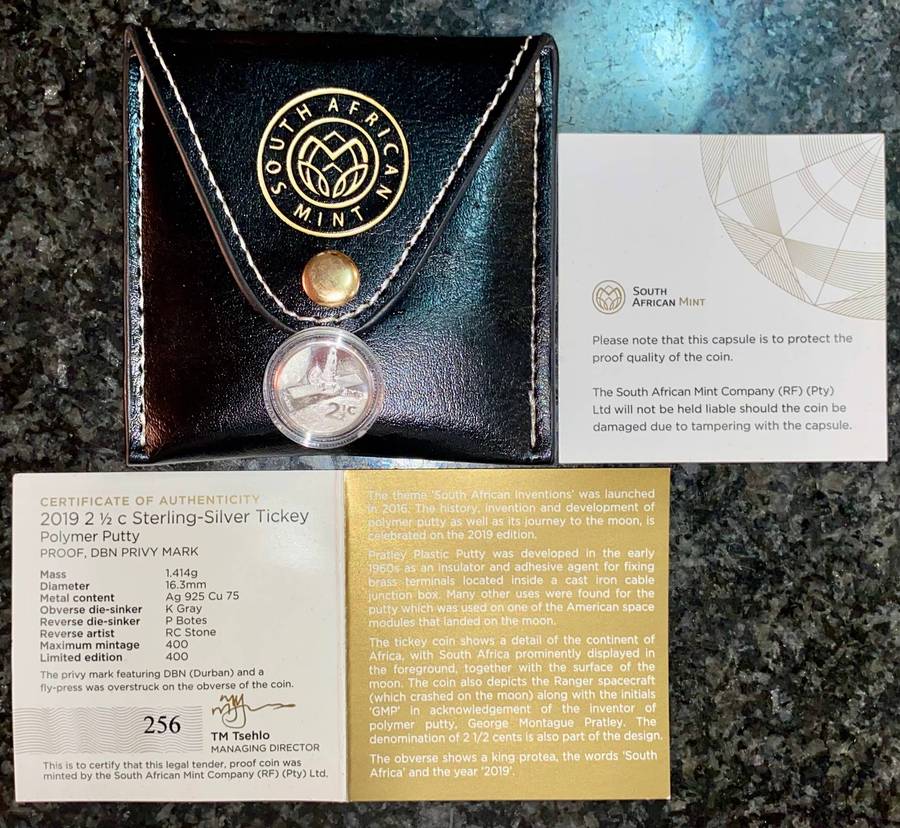 SOUTH AFRICAN
MINT
2½c
SOUTH
AFRICAN MINT
Please note that this capsule is to protect the
proof quality of the coin.
The South African Mint Company (RF) (Pty)
Ltd will not be held liable should the coin be
damaged due to tampering with the capsule.
CERTIFICATE OF AUTHENTICITY
2019 2 ½ c Sterling-Silver Tickey
Polymer Putty
PROOF, DBN PRIVY MARK
Mass 1.414g
Diameter 16.3mm
Metal content Ag 925 Cu 75
Obverse die-sinker K Gray
Reverse die-sinker P Botes
Reverse artist RC Stone
Maximum mintage 400
Limited edition 400
The privy mark featuring DBN (Durban) and a
fly-press was overstruck on the obverse of the coin.
256
TM Tsehlo
MANAGING DIRECTOR
This is to certify that this legal tender, proof coin was
minted by the South African Mint Company (RF) (Pty) Ltd.
The theme 'South African Inventions' was launched
in 2016. The history, invention and development of
polymer putty as well as its journey to the moon, is
celebrated on the 2019 edition.
Pratley Plastic Putty was developed in the early
1960s as an insulator and adhesive agent for fixing
brass terminals located inside a cast iron cable
junction box. Many other uses were found for the
putty which was used on one of the American space
modules that landed on the moon.
The tickey coin shows a detail of the continent of
Africa, with South Africa prominently displayed in
the foreground, together with the surface of the
moon. The coin also depicts the Ranger spacecraft
(which crashed on the moon) along with the initials
'GMP' in acknowledgement of the inventor of
polymer putty, George Montague Pratley. The
denomination of 2 1/2 cents is also part of the design.
The obverse shows a king protea, the words 'South
Africa' and the year '2019'.